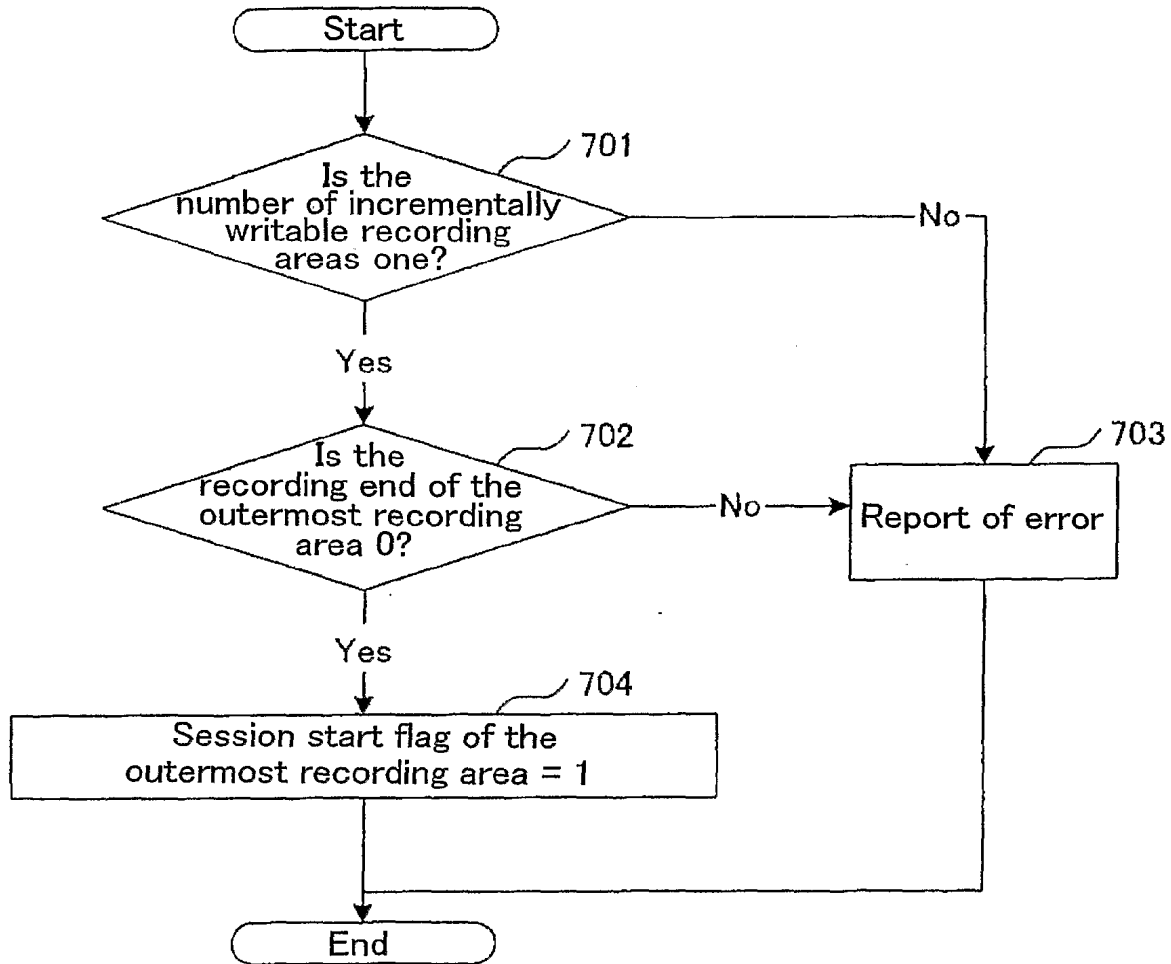 Start
701
Is the
number of incrementally
writable recording
areas one?
No
Yes
702
Is the
recording end of the
outermost recording
area 0?
No
703
Report of error
Yes
704
Session start flag of the
outermost recording area = 1
End